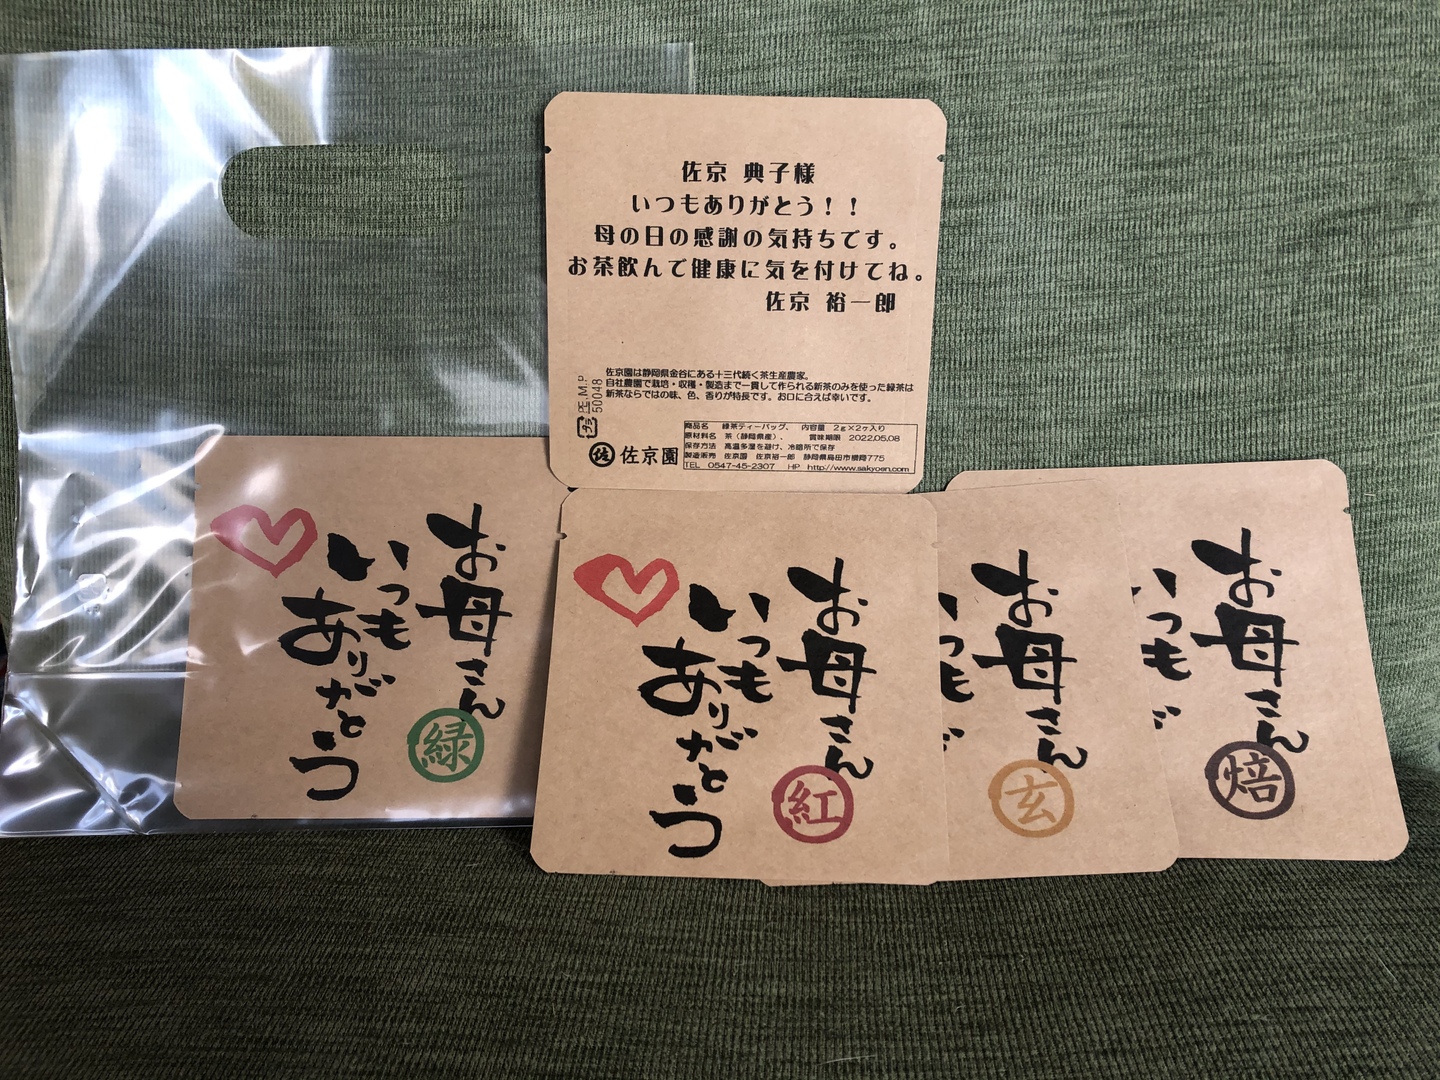 佐京 典子様
いつもありがとう！！
母の日の感謝の気持ちです。
お茶飲んで健康に気を付けてね。
佐京 裕一郎
佐京園は静岡県金谷にある十三代続く茶生産農家。
自社農園で栽培・収穫・製造まで一貫して作られる新茶のみを使った緑茶は
新茶ならではの味、色、香りが特長です。お口に合えば幸いです。
PE,M,P
50048
プラ
佐 佐京園
商品名 緑茶ティーバッグ、 内容量 2g×2ヶ入り
原材料名 茶（静岡県産）、 賞味期限 2022.05.08
保存方法 高温多湿を避け、冷暗所で保存
製造販売 佐京園 佐京裕一郎 静岡県島田市横岡775
TEL 0547-45-2307 HP http://www.sakyoen.com
お母さん
いつも
ありがとう
緑
お母さん
いつも
ありがとう
紅
お母さん
玄
お母さん
いつも
焙